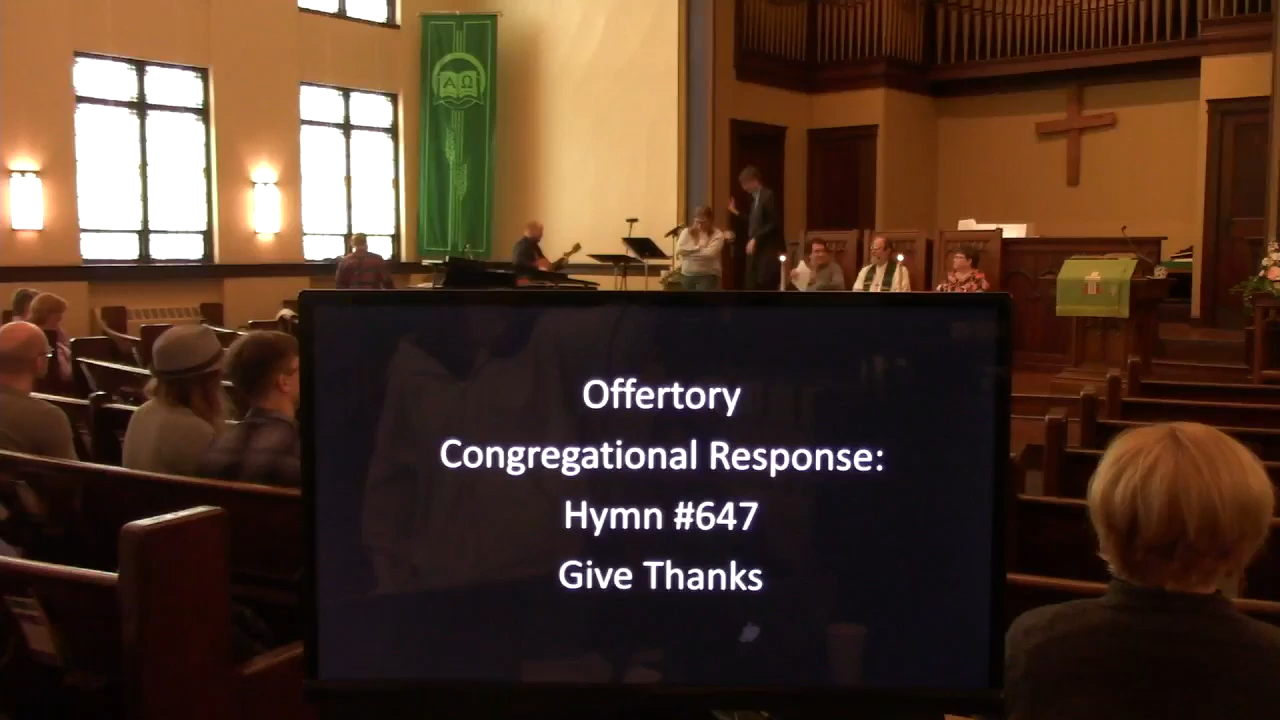 Α Ω
Offertory
Congregational Response:
Hymn #647
Give Thanks